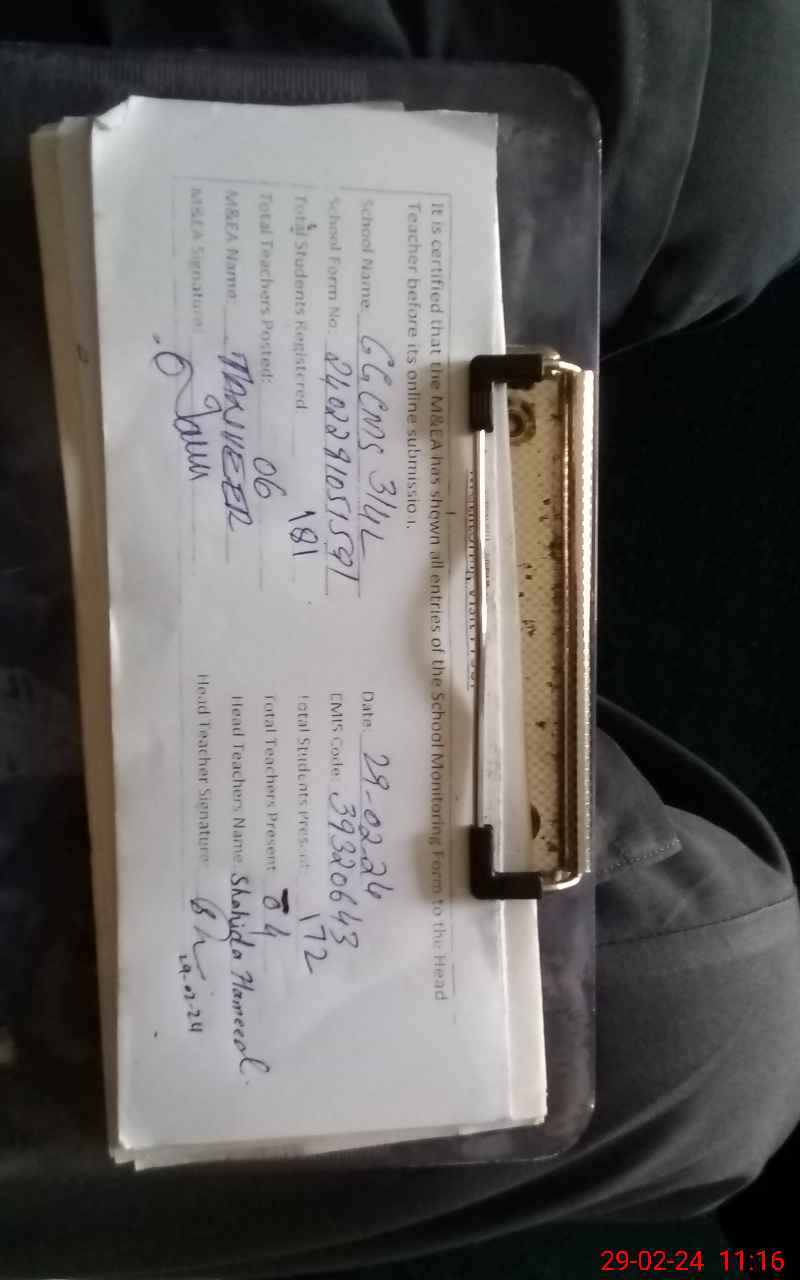 It is certified that the M&EA has shown all entries of the School Monitoring Form to the Head
Teacher before its online submission.
School Name: GGCMS 314L Date: 29-02-24
School Form No: EMIS Code: 39320643
Total Students Registered 181 Total Students Present: 172
Total Teachers Posted: 06 Total Teachers Present 04
M&EA Name: TANVEER Head Teachers Name: Shahida Hameed.
M&EA Signature: Head Teacher Signature:
29-02-24
29-02-24 11:16